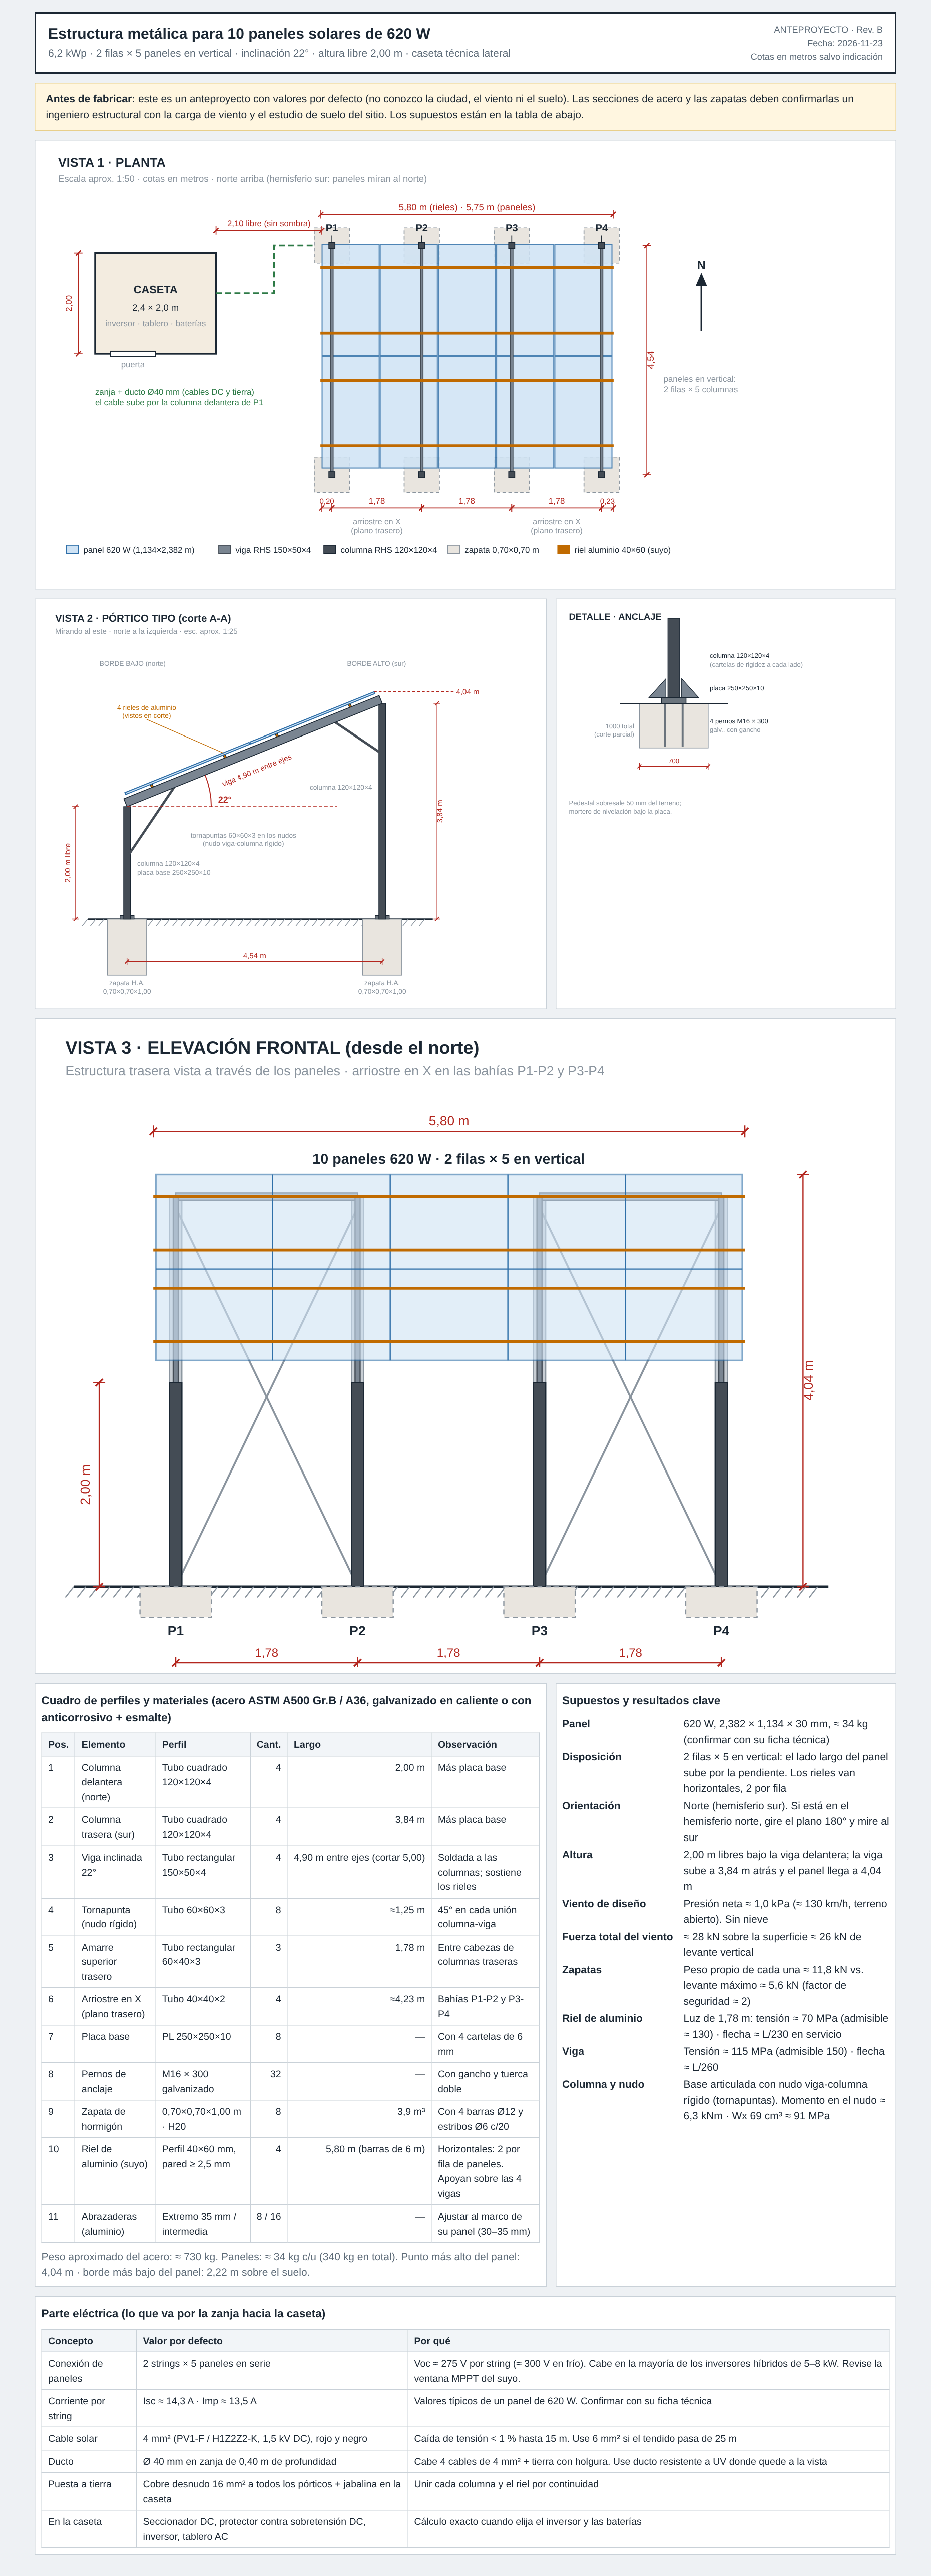 Estructura metálica para 10 paneles solares de 620 W
6,2 kWp · 2 filas × 5 paneles en vertical · inclinación 22° · altura libre 2,00 m · caseta técnica lateral
ANTEPROYECTO · Rev. B
Fecha: 2026-11-23
Cotas en metros salvo indicación
Antes de fabricar: este es un anteproyecto con valores por defecto (no conozco la ciudad, el viento ni el suelo). Las secciones de acero y las zapatas deben confirmarlas un
ingeniero estructural con la carga de viento y el estudio de suelo del sitio. Los supuestos están en la tabla de abajo.
VISTA 1 · PLANTA
Escala aprox. 1:50 · cotas en metros · norte arriba (hemisferio sur: paneles miran al norte)
5,80 m (rieles) · 5,75 m (paneles)
2,10 libre (sin sombra)
P1
P2
P3
P4
N
CASETA
2,4 × 2,0 m
inversor · tablero · baterías
2,00
puerta
4,54
paneles en vertical:
2 filas × 5 columnas
zanja + ducto Ø40 mm (cables DC y tierra)
el cable sube por la columna delantera de P1
0,20
1,78
1,78
1,78
0,23
arriostre en X
(plano trasero)
arriostre en X
(plano trasero)
panel 620 W (1,134×2,382 m)
viga RHS 150×50×4
columna RHS 120×120×4
zapata 0,70×0,70 m
riel aluminio 40×60 (suyo)
VISTA 2 · PÓRTICO TIPO (corte A-A)
Mirando al este · norte a la izquierda · esc. aprox. 1:25
BORDE BAJO (norte)
BORDE ALTO (sur)
4,04 m
4 rieles de aluminio
(vistos en corte)
viga 4,90 m entre ejes
columna 120×120×4
22°
3,84 m
tornapuntas 60×60×3 en los nudos
(nudo viga-columna rígido)
2,00 m libre
columna 120×120×4
placa base 250×250×10
4,54 m
zapata H.A.
0,70×0,70×1,00
zapata H.A.
0,70×0,70×1,00
DETALLE · ANCLAJE
columna 120×120×4
(cartelas de rigidez a cada lado)
placa 250×250×10
4 pernos M16 × 300
galv., con gancho
1000 total
(corte parcial)
700
Pedestal sobresale 50 mm del terreno;
mortero de nivelación bajo la placa.
VISTA 3 · ELEVACIÓN FRONTAL (desde el norte)
Estructura trasera vista a través de los paneles · arriostre en X en las bahías P1-P2 y P3-P4
5,80 m
10 paneles 620 W · 2 filas × 5 en vertical
4,04 m
2,00 m
P1
P2
P3
P4
1,78
1,78
1,78
Cuadro de perfiles y materiales (acero ASTM A500 Gr.B / A36, galvanizado en caliente o con
anticorrosivo + esmalte)
Pos. Elemento Perfil Cant. Largo Observación
1 Columna delantera (norte) Tubo cuadrado 120×120×4 4 2,00 m Más placa base
2 Columna trasera (sur) Tubo cuadrado 120×120×4 4 3,84 m Más placa base
3 Viga inclinada 22° Tubo rectangular 150×50×4 4 4,90 m entre ejes (cortar 5,00) Soldada a las columnas; sostiene los rieles
4 Tornapunta (nudo rígido) Tubo 60×60×3 8 ≈1,25 m 45° en cada unión columna-viga
5 Amarre superior trasero Tubo rectangular 60×40×3 3 1,78 m Entre cabezas de columnas traseras
6 Arriostre en X (plano trasero) Tubo 40×40×2 4 ≈4,23 m Bahías P1-P2 y P3-P4
7 Placa base PL 250×250×10 8 — Con 4 cartelas de 6 mm
8 Pernos de anclaje M16 × 300 galvanizado 32 — Con gancho y tuerca doble
9 Zapata de hormigón 0,70×0,70×1,00 m · H20 8 3,9 m³ Con 4 barras Ø12 y estribos Ø6 c/20
10 Riel de aluminio (suyo) Perfil 40×60 mm, pared ≥ 2,5 mm 4 5,80 m (barras de 6 m) Horizontales: 2 por fila de paneles. Apoyan sobre las 4 vigas
11 Abrazaderas (aluminio) Extremo 35 mm / intermedia 8 / 16 — Ajustar al marco de su panel (30–35 mm)
Peso aproximado del acero: ≈ 730 kg. Paneles: ≈ 34 kg c/u (340 kg en total). Punto más alto del panel:
4,04 m · borde más bajo del panel: 2,22 m sobre el suelo.
Supuestos y resultados clave
Panel 620 W, 2,382 × 1,134 × 30 mm, ≈ 34 kg
(confirmar con su ficha técnica)
Disposición 2 filas × 5 en vertical: el lado largo del panel
sube por la pendiente. Los rieles van
horizontales, 2 por fila
Orientación Norte (hemisferio sur). Si está en el
hemisferio norte, gire el plano 180° y mire al
sur
Altura 2,00 m libres bajo la viga delantera; la viga
sube a 3,84 m atrás y el panel llega a 4,04
m
Viento de diseño Presión neta ≈ 1,0 kPa (≈ 130 km/h, terreno
abierto). Sin nieve
Fuerza total del viento ≈ 28 kN sobre la superficie ≈ 26 kN de
levante vertical
Zapatas Peso propio de cada una ≈ 11,8 kN vs.
levante máximo ≈ 5,6 kN (factor de
seguridad ≈ 2)
Riel de aluminio Luz de 1,78 m: tensión ≈ 70 MPa (admisible
≈ 130) · flecha ≈ L/230 en servicio
Viga Tensión ≈ 115 MPa (admisible 150) · flecha
≈ L/260
Columna y nudo Base articulada con nudo viga-columna
rígido (tornapuntas). Momento en el nudo ≈
6,3 kNm · Wx 69 cm³ ≈ 91 MPa
Parte eléctrica (lo que va por la zanja hacia la caseta)
Concepto Valor por defecto Por qué
Conexión de paneles 2 strings × 5 paneles en serie Voc ≈ 275 V por string (≈ 300 V en frío). Cabe en la mayoría de los inversores híbridos de 5–8 kW. Revise la ventana MPPT del suyo.
Corriente por string Isc ≈ 14,3 A · Imp ≈ 13,5 A Valores típicos de un panel de 620 W. Confirmar con su ficha técnica
Cable solar 4 mm² (PV1-F / H1Z2Z2-K, 1,5 kV DC), rojo y negro Caída de tensión < 1 % hasta 15 m. Use 6 mm² si el tendido pasa de 25 m
Ducto Ø 40 mm en zanja de 0,40 m de profundidad Cabe 4 cables de 4 mm² + tierra con holgura. Use ducto resistente a UV donde quede a la vista
Puesta a tierra Cobre desnudo 16 mm² a todos los pórticos + jabalina en la caseta Unir cada columna y el riel por continuidad
En la caseta Seccionador DC, protector contra sobretensión DC, inversor, tablero AC Cálculo exacto cuando elija el inversor y las baterías